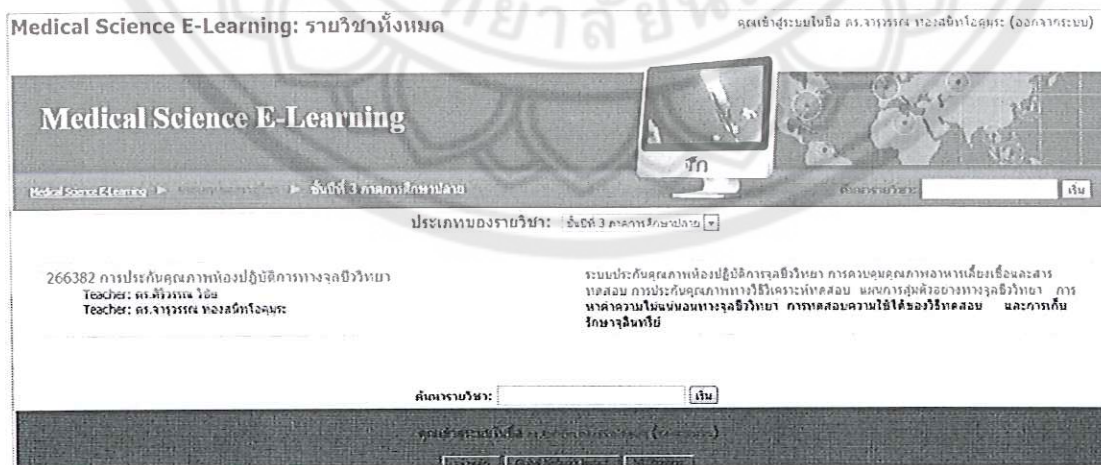 Medical Science E-Learning: รายวิชาทั้งหมด
คุณเข้าสู่ระบบในชื่อ ดร.จารุวรรณ (ออกจากระบบ)
Medical Science E-Learning
Medical Science E-Learning ► ► ชั้นปีที่ 3 ภาคการศึกษาปลาย
ค้นหารายวิชา: เริ่ม
ประเภทของรายวิชา: ชั้นปีที่ 3 ภาคการศึกษาปลาย
266382 การประกันคุณภาพห้องปฏิบัติการทางจุลชีววิทยา
Teacher: ดร.ศิริวรรณ วิชัย
Teacher: ดร.จารุวรรณ
ระบบประกันคุณภาพห้องปฏิบัติการจุลชีววิทยา การควบคุมคุณภาพอาหารเลี้ยงเชื้อและสาร
ทดสอบ การประกันคุณภาพทางวิธีวิเคราะห์ทดสอบ แผนการสุ่มตัวอย่างทางจุลชีววิทยา การ
หาค่าความไม่แน่นอนทางจุลชีววิทยา การทดสอบความใช้ได้ของวิธีทดสอบ และการเก็บ
รักษาจุลินทรีย์
ค้นหารายวิชา: เริ่ม
คุณเข้าสู่ระบบในชื่อ